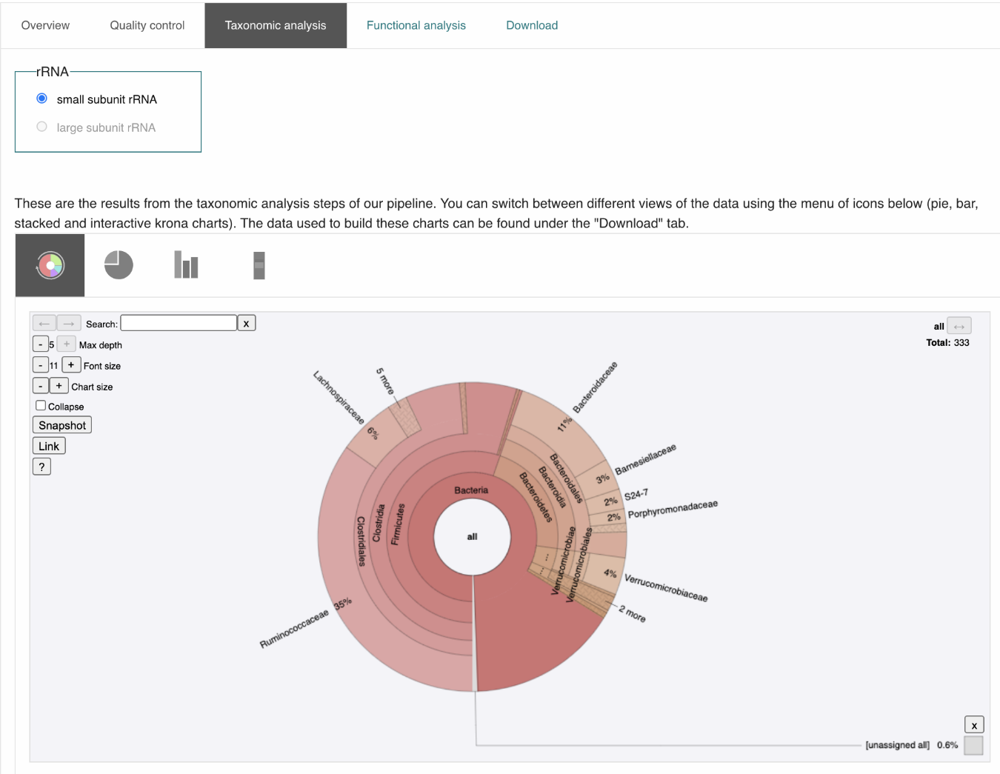 Overview Quality control Taxonomic analysis Functional analysis Download
rRNA
small subunit rRNA
large subunit rRNA
These are the results from the taxonomic analysis steps of our pipeline. You can switch between different views of the data using the menu of icons below (pie, bar,
stacked and interactive krona charts). The data used to build these charts can be found under the "Download" tab.
← → Search: x
- 5 + Max depth
- 11 + Font size
- + Chart size
Collapse
Snapshot
Link
?
all ↔
Total: 333
Lachnospiraceae 6%
5 more
Bacteroidaceae 11%
Barnesiellaceae 3%
S24-7 2%
Porphyromonadaceae 2%
Verrucomicrobiaceae 4%
2 more
Ruminococcaceae 35%
Bacteria
all
Firmicutes
Clostridia
Clostridiales
Bacteroidetes
Bacteroidia
Bacteroidales
Verrucomicrobiae
Verrucomicrobiales
...
...
x
[unassigned all] 0.6%